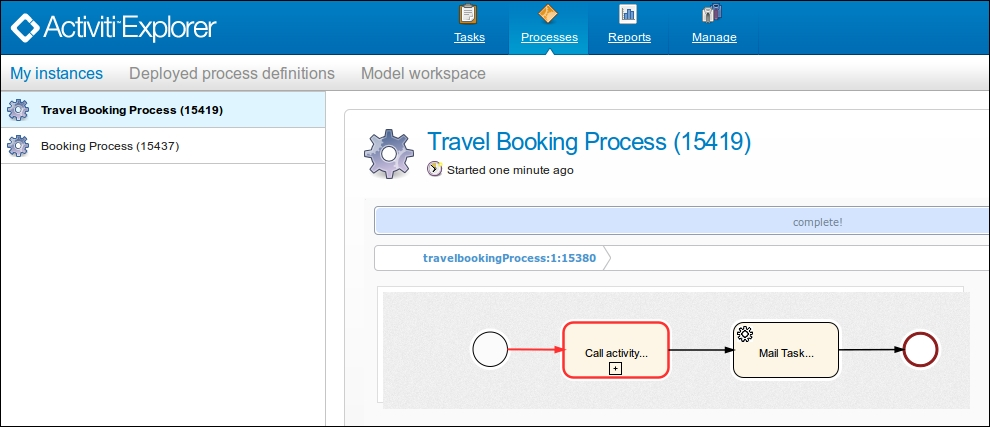 Activiti™ Explorer
Tasks
Processes
Reports
Manage
My instances
Deployed process definitions
Model workspace
Travel Booking Process (15419)
Booking Process (15437)
Travel Booking Process (15419)
Started one minute ago
complete!
travelbookingProcess:1:15380
Call activity...
Mail Task...